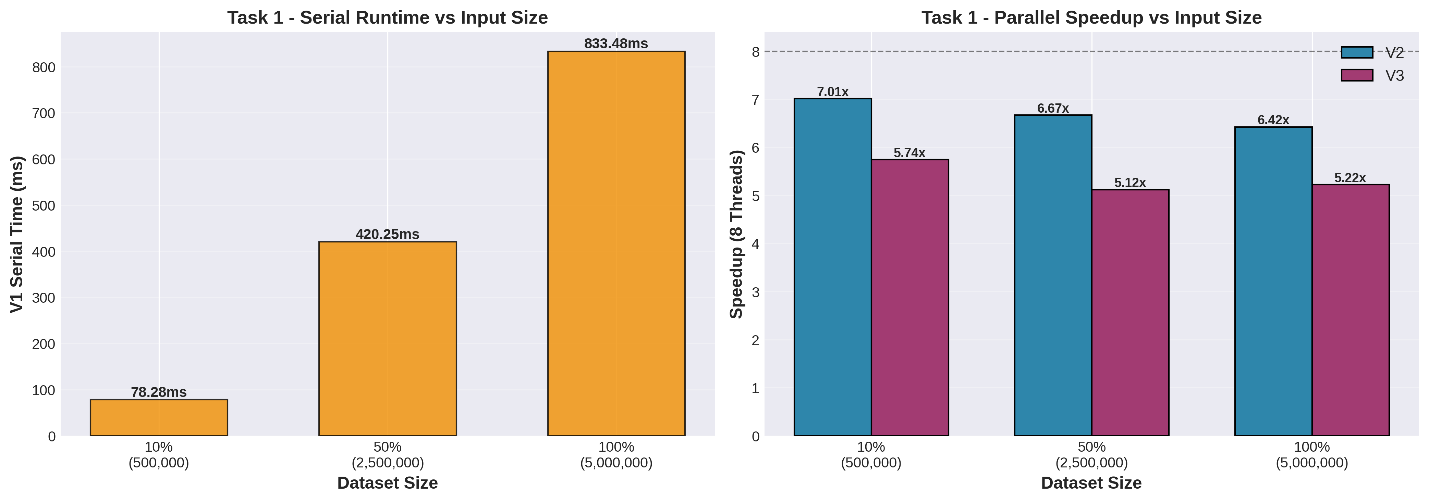 Task 1 - Serial Runtime vs Input Size
V1 Serial Time (ms)
800
700
600
500
400
300
200
100
0
78.28ms
420.25ms
833.48ms
10%
(500,000)
50%
(2,500,000)
100%
(5,000,000)
Dataset Size
Task 1 - Parallel Speedup vs Input Size
Speedup (8 Threads)
8
7
6
5
4
3
2
1
0
V2
V3
7.01x
5.74x
6.67x
5.12x
6.42x
5.22x
10%
(500,000)
50%
(2,500,000)
100%
(5,000,000)
Dataset Size